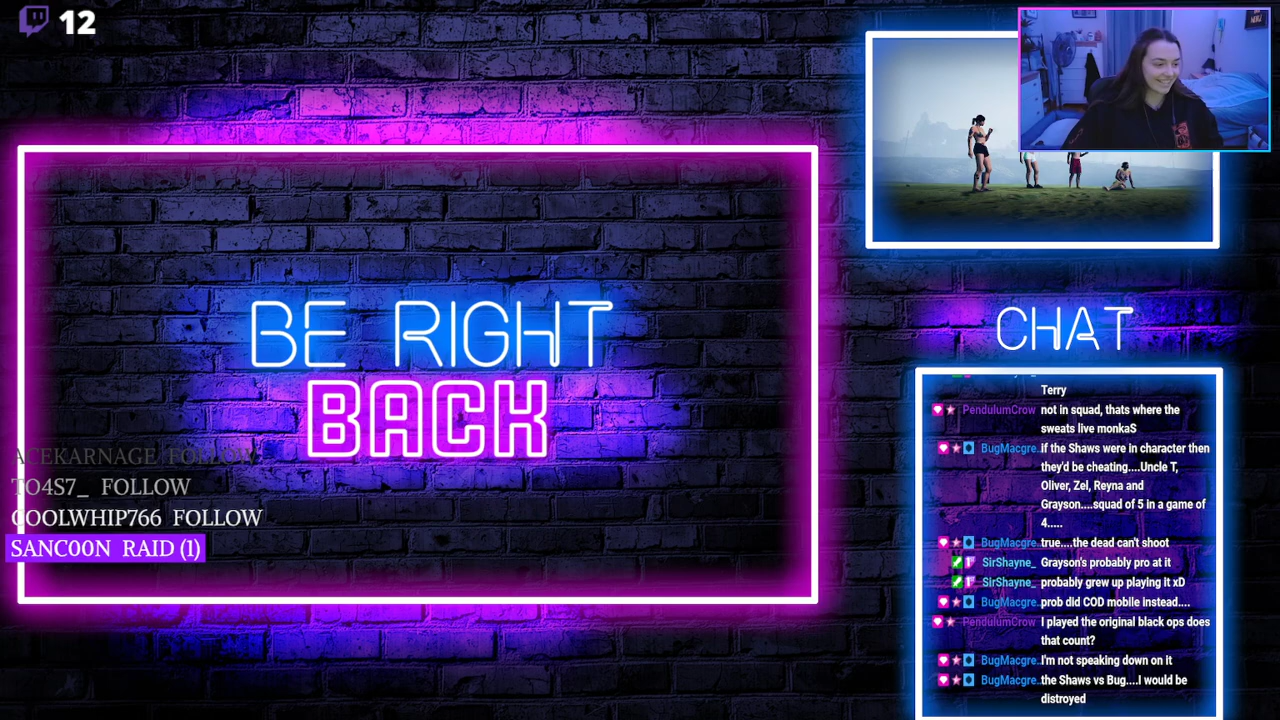 12
BE RIGHT
BACK
ACEKARNAGE FOLLOW
TO4S7_ FOLLOW
COOLWHIP766 FOLLOW
SANC00N RAID (1)
CHAT
Terry
PendulumCrow not in squad, thats where the
sweats live monkaS
BugMacgre.. if the Shaws were in character then
they'd be cheating....Uncle T,
Oliver, Zel, Reyna and
Grayson....squad of 5 in a game of
4.....
BugMacgre.. true....the dead can't shoot
SirShayne_ Grayson's probably pro at it
SirShayne_ probably grew up playing it xD
BugMacgre.. prob did COD mobile instead....
PendulumCrow I played the original black ops does
that count?
BugMacgre.. I'm not speaking down on it
BugMacgre.. the Shaws vs Bug....I would be
distroyed